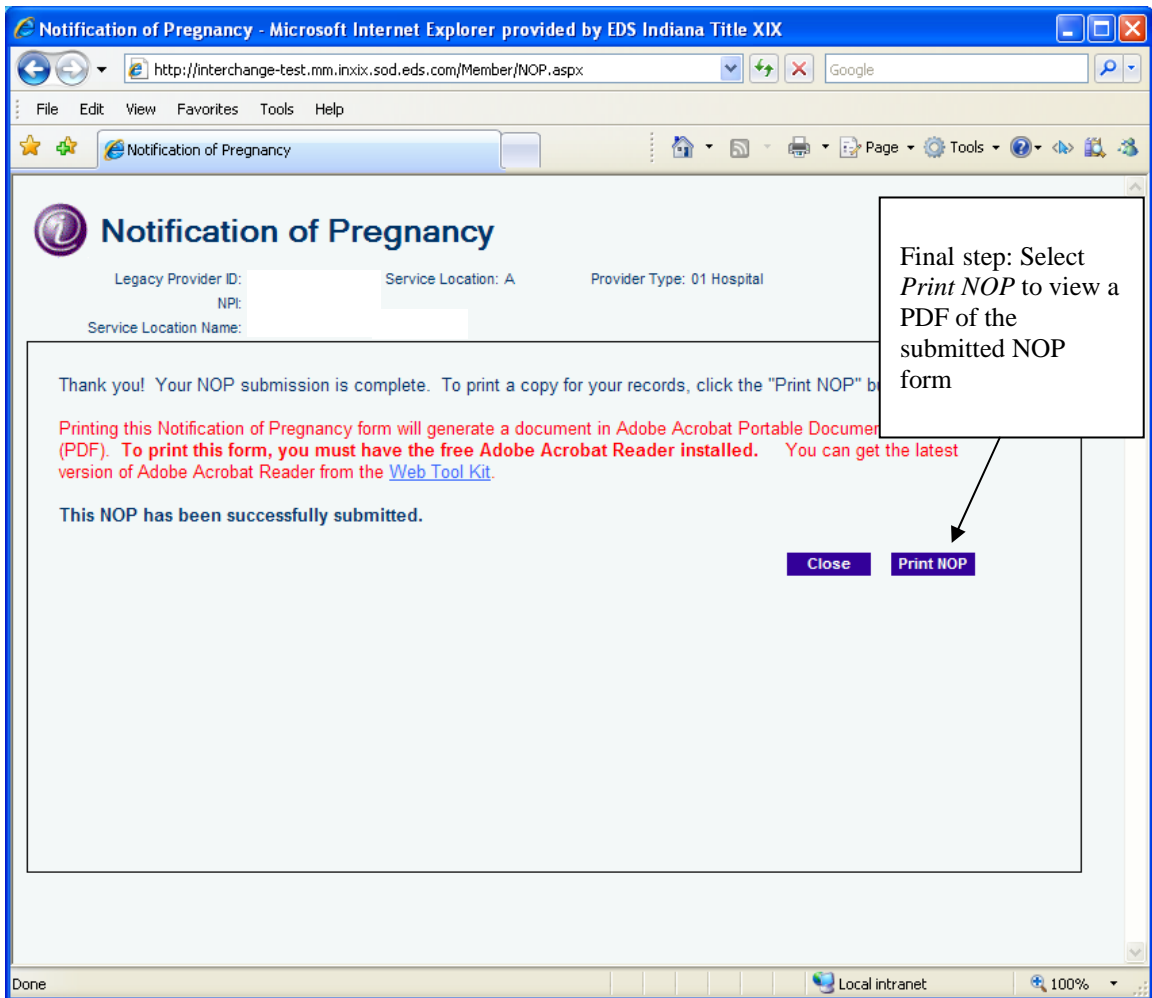 Notification of Pregnancy - Microsoft Internet Explorer provided by EDS Indiana Title XIX
http://interchange-test.mm.inxix.sod.eds.com/Member/NOP.aspx
Google
File Edit View Favorites Tools Help
Notification of Pregnancy
Page Tools
Notification of Pregnancy
Legacy Provider ID: Service Location: A Provider Type: 01 Hospital
NPI:
Service Location Name:
Final step: Select
Print NOP to view a
PDF of the
submitted NOP
form
Thank you! Your NOP submission is complete. To print a copy for your records, click the "Print NOP"
Printing this Notification of Pregnancy form will generate a document in Adobe Acrobat Portable
(PDF). To print this form, you must have the free Adobe Acrobat Reader installed. You can get the latest
version of Adobe Acrobat Reader from the Web Tool Kit.
This NOP has been successfully submitted.
Close Print NOP
Done Local intranet 100%